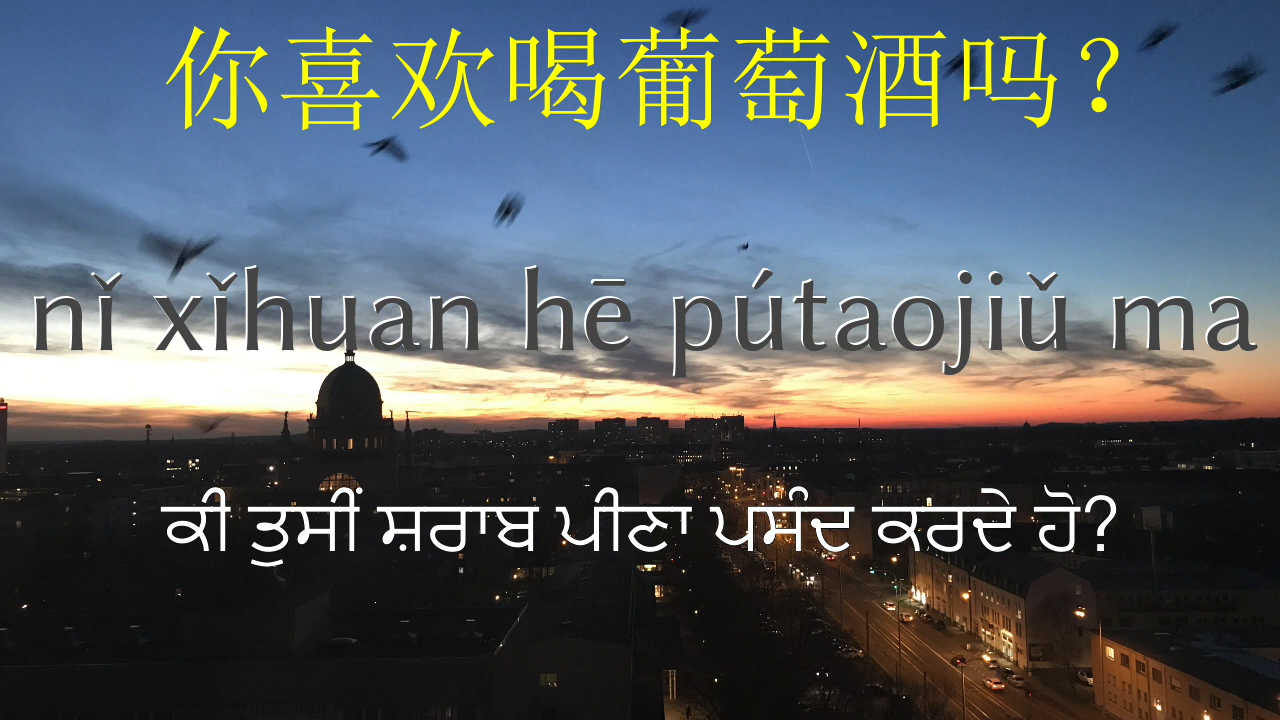 你喜欢喝葡萄酒吗？
nǐ xǐhuan hē pútaojiǔ ma
ਕੀ ਤੁਸੀਂ ਸ਼ਰਾਬ ਪੀਣਾ ਪਸੰਦ ਕਰਦੇ ਹੋ?